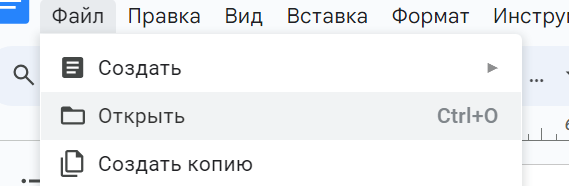 Файл Правка Вид Вставка Формат
Создать
Открыть Ctrl+O
Создать копию